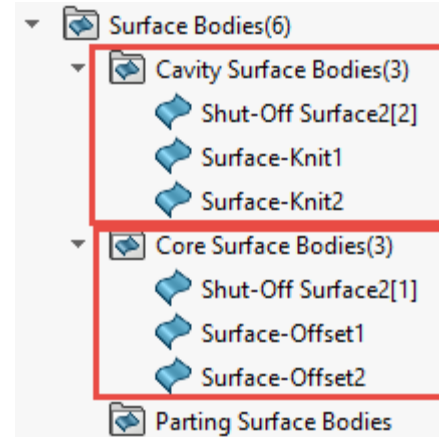 Surface Bodies(6)
Cavity Surface Bodies(3)
Shut-Off Surface2[2]
Surface-Knit1
Surface-Knit2
Core Surface Bodies(3)
Shut-Off Surface2[1]
Surface-Offset1
Surface-Offset2
Parting Surface Bodies